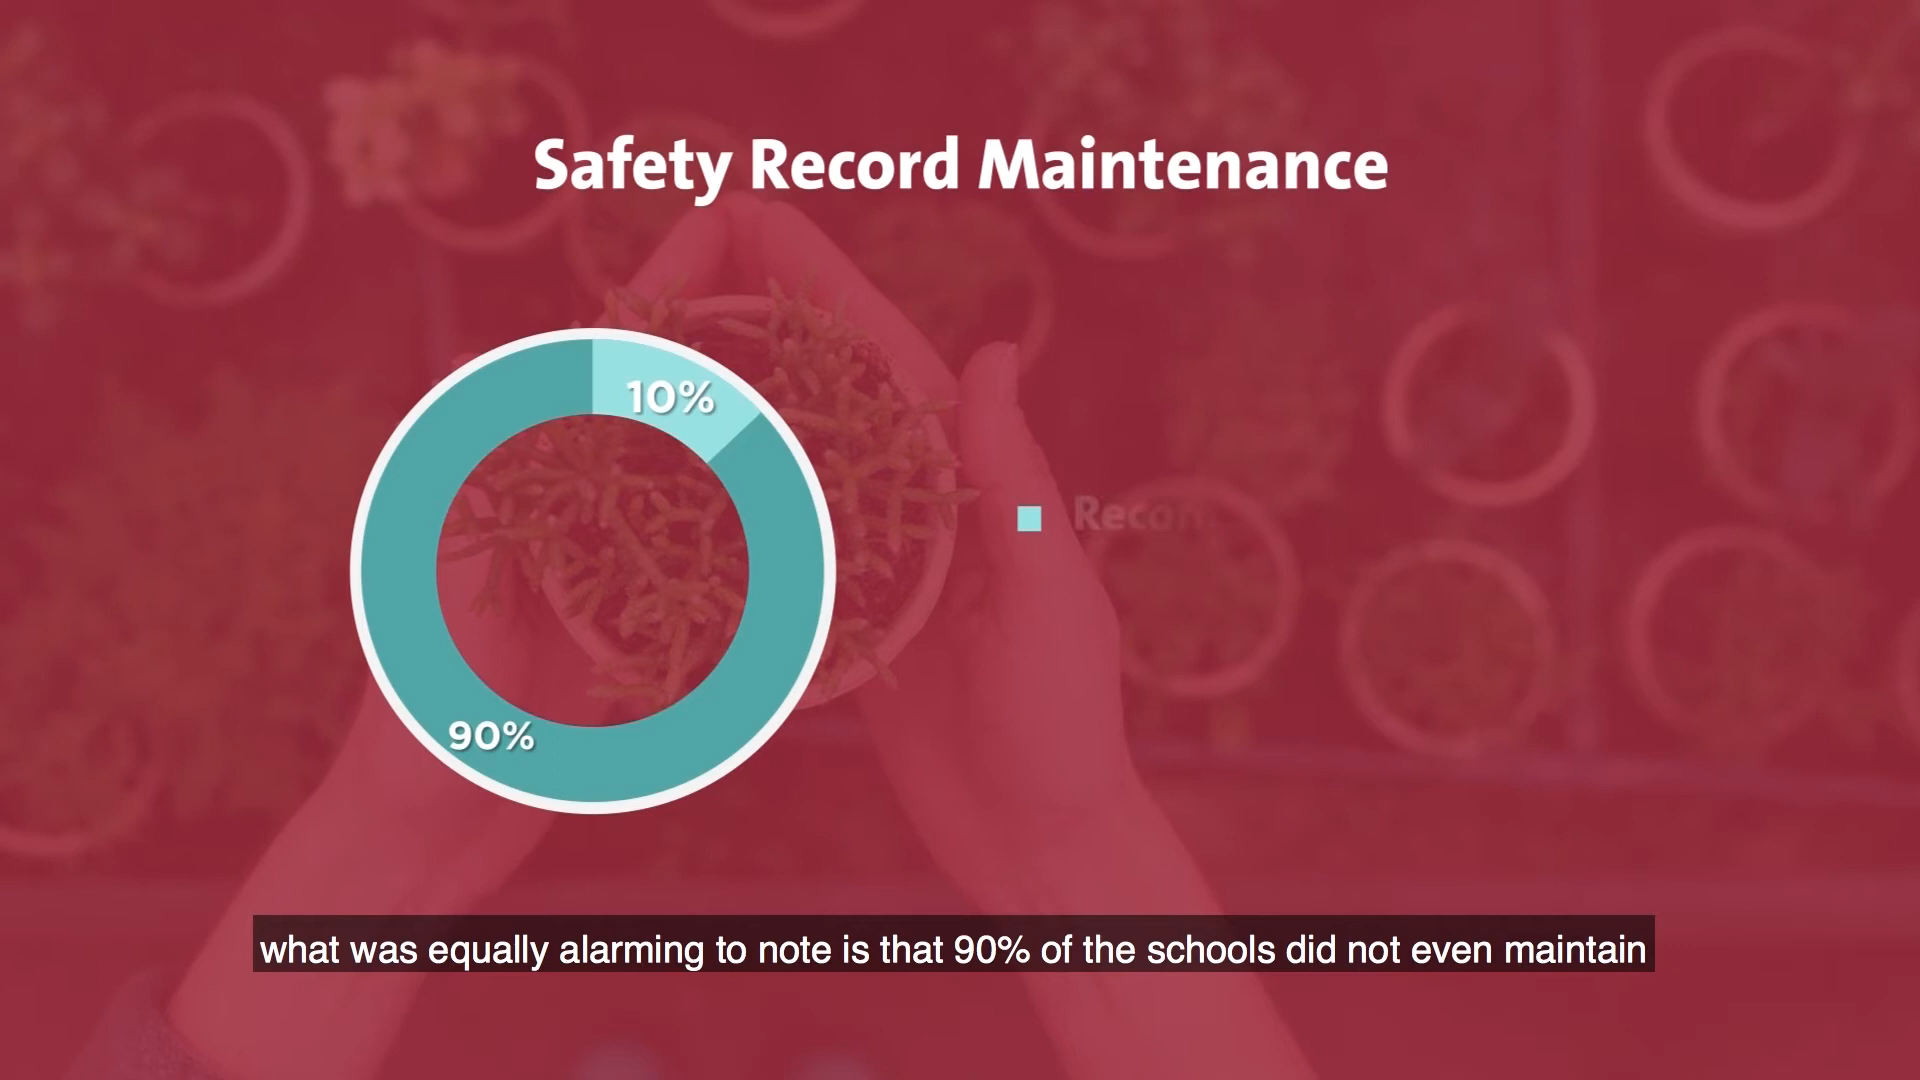 Safety Record Maintenance
10%
90%
what was equally alarming to note is that 90% of the schools did not even maintain